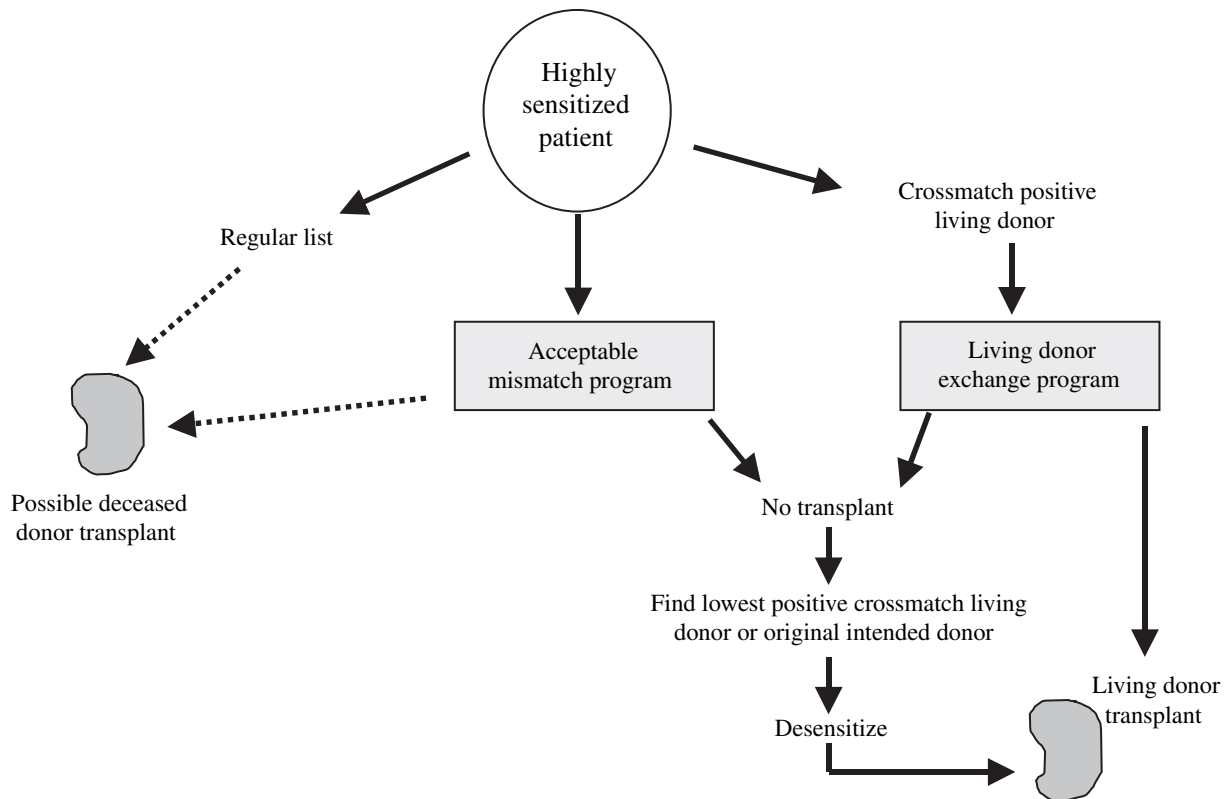 Highly
sensitized
patient
Crossmatch positive
living donor
Regular list
Acceptable
mismatch program
Living donor
exchange program
Possible deceased
donor transplant
No transplant
Find lowest positive crossmatch living
donor or original intended donor
Desensitize
Living donor
transplant